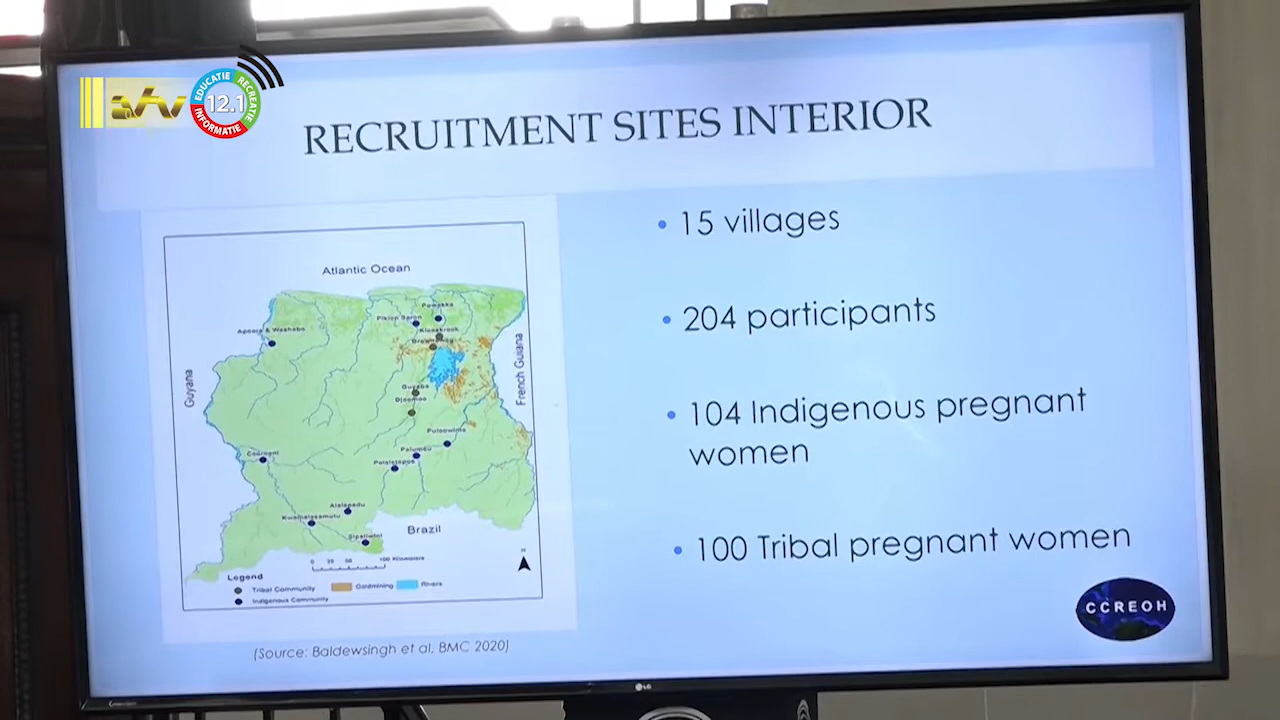 EDUCATIE
RECREATIE
INFORMATIE
12.1
RECRUITMENT SITES INTERIOR
• 15 villages
• 204 participants
• 104 Indigenous pregnant
women
• 100 Tribal pregnant women
Atlantic Ocean
Apoera & Washabo
Guyana
French Guiana
Brazil
Legend
Tribal Community
Goldmining
Rivers
Indigenous Community
(Source: Baldewsingh et al, BMC 2020)
CCREOH
LG